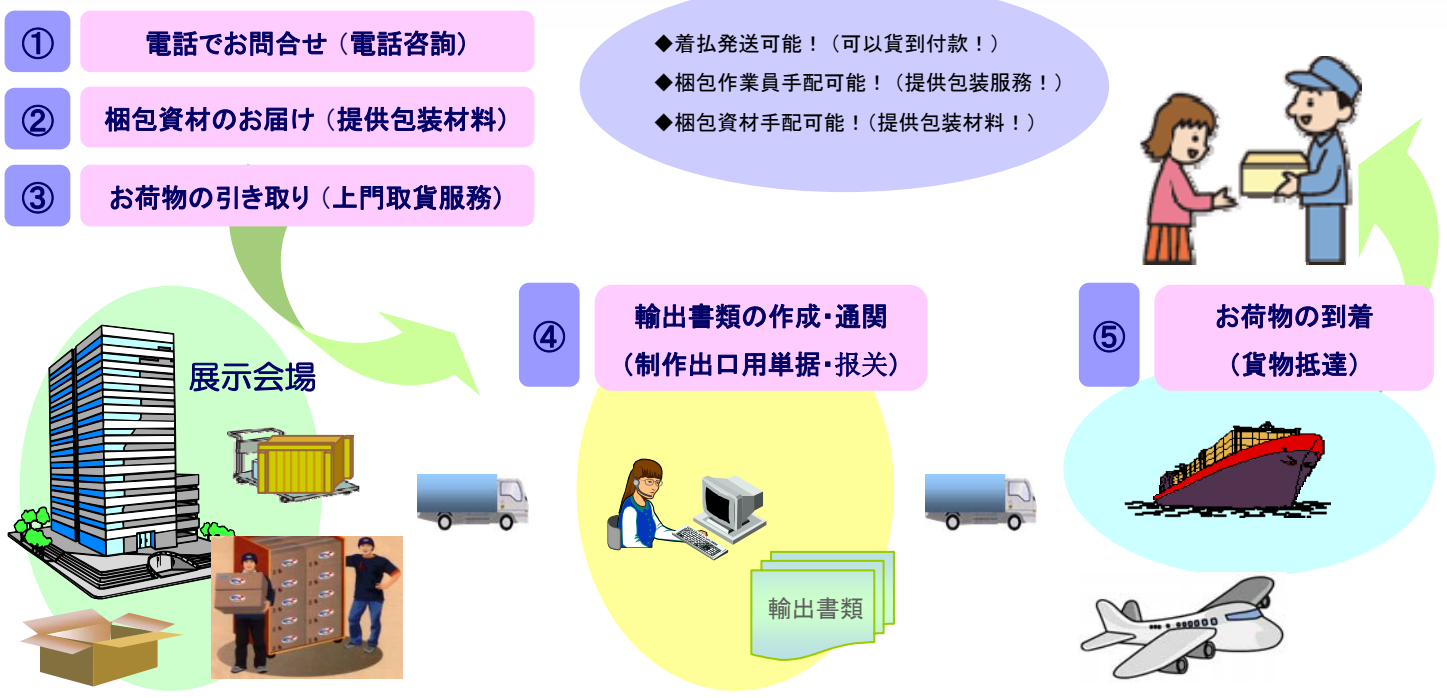 ① 電話でお問合せ（電話咨詢）
② 梱包資材のお届け（提供包装材料）
③ お荷物の引き取り（上門取貨服務）
◆着払発送可能！（可以貨到付款！）
◆梱包作業員手配可能！（提供包装服務！）
◆梱包資材手配可能！（提供包装材料！）
展示会場
④ 輸出書類の作成・通関
（制作出口用単据・报关）
輸出書類
⑤ お荷物の到着
（貨物抵達）